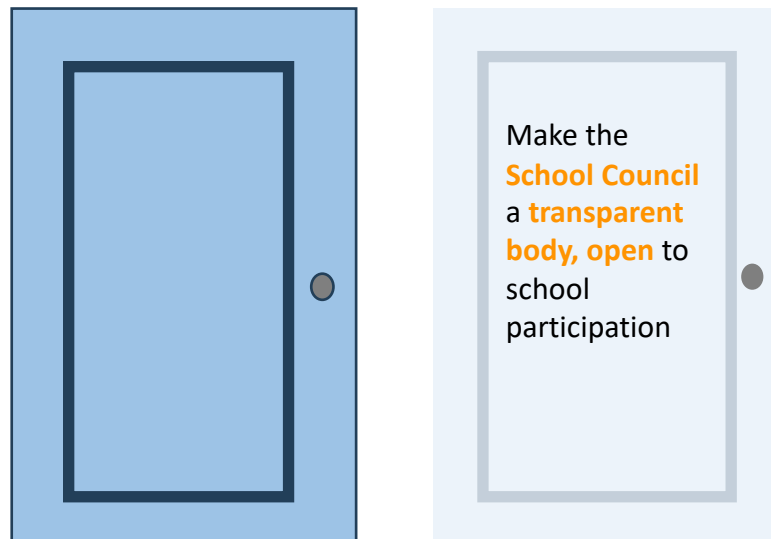 Make the
School Council
a transparent
body, open to
school
participation